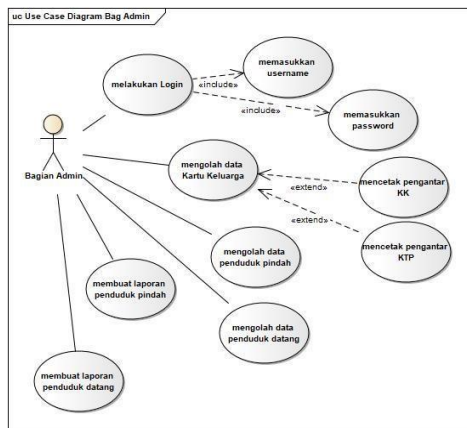 uc Use Case Diagram Bag Admin
melakukan Login
«include»
memasukkan
username
«include»
memasukkan
password
Bagian Admin
mengolah data
Kartu Keluarga
«extend»
mencetak pengantar
KK
«extend»
mencetak pengantar
KTP
mengolah data
penduduk pindah
membuat laporan
penduduk pindah
mengolah data
penduduk datang
membuat laporan
penduduk datang